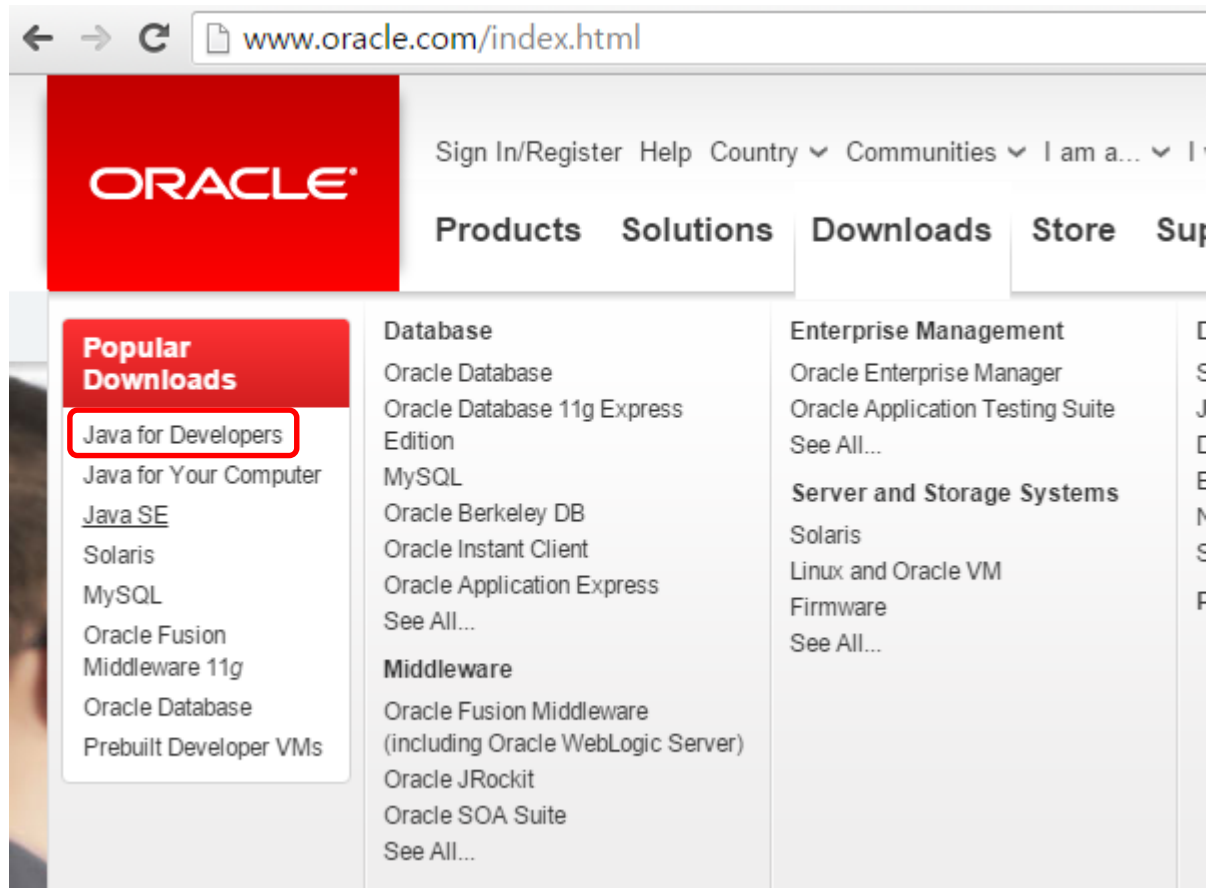 www.oracle.com/index.html
ORACLE
Sign In/Register Help Country Communities I am a... I
Products Solutions Downloads Store
Popular
Downloads
Java for Developers
Java for Your Computer
Java SE
Solaris
MySQL
Oracle Fusion
Middleware 11g
Oracle Database
Prebuilt Developer VMs
Database
Oracle Database
Oracle Database 11g Express
Edition
MySQL
Oracle Berkeley DB
Oracle Instant Client
Oracle Application Express
See All...
Middleware
Oracle Fusion Middleware
(including Oracle WebLogic Server)
Oracle JRockit
Oracle SOA Suite
See All...
Enterprise Management
Oracle Enterprise Manager
Oracle Application Testing Suite
See All...
Server and Storage Systems
Solaris
Linux and Oracle VM
Firmware
See All...